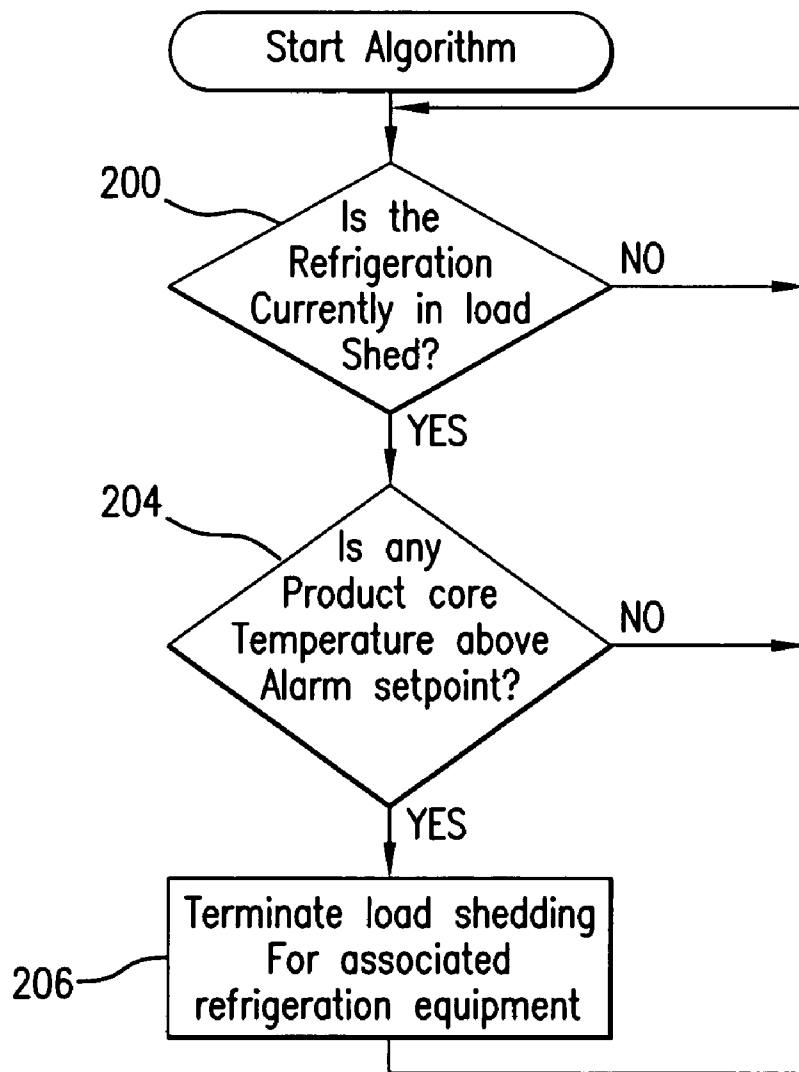 Start Algorithm
200
Is the
Refrigeration
Currently in load
Shed?
NO
YES
204
Is any
Product core
Temperature above
Alarm setpoint?
NO
YES
206
Terminate load shedding
For associated
refrigeration equipment